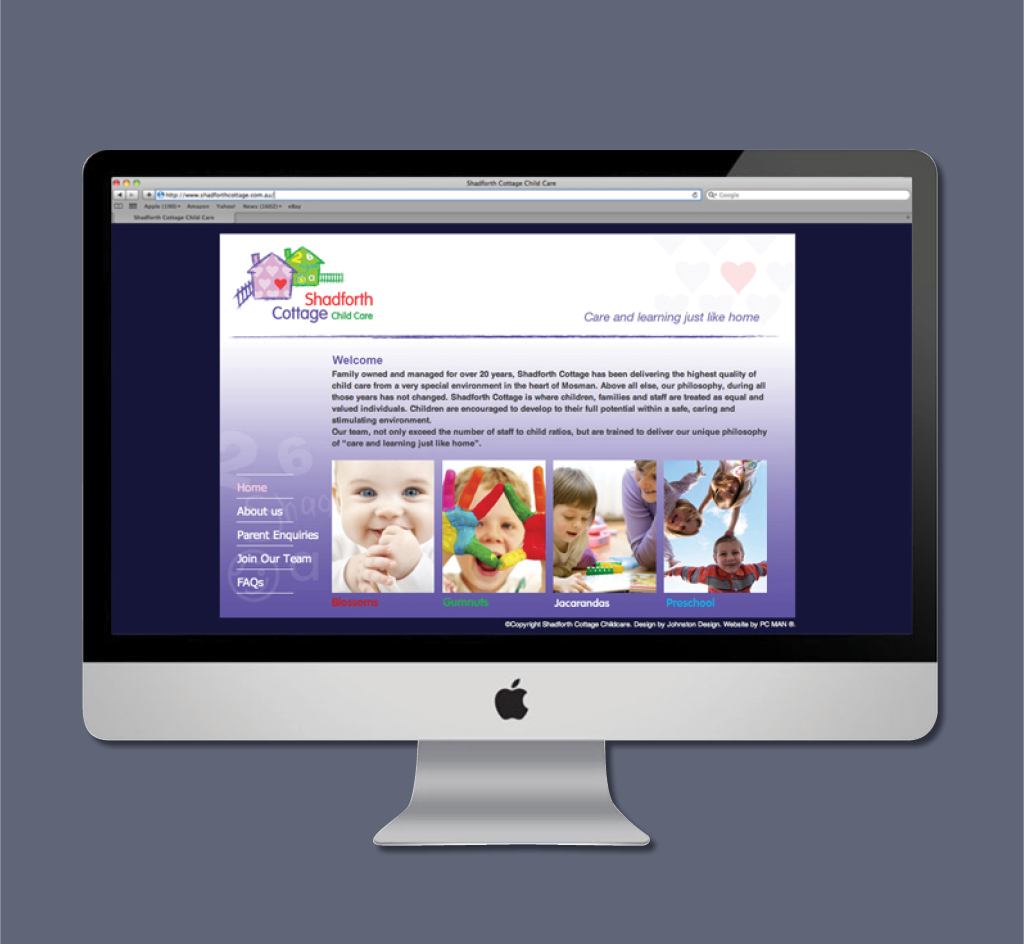 Shadforth Cottage Child Care
http://www.shadforthcottage.com.au/
Google
Apple (190) Amazon Yahoo! News (1602) eBay
Shadforth Cottage Child Care
2 6
a
Shadforth
Cottage Child Care
Care and learning just like home
Welcome
Family owned and managed for over 20 years, Shadforth Cottage has been delivering the highest quality of
child care from a very special environment in the heart of Mosman. Above all else, our philosophy, during all
those years has not changed. Shadforth Cottage is where children, families and staff are treated as equal and
valued individuals. Children are encouraged to develop to their full potential within a safe, caring and
stimulating environment.
Our team, not only exceed the number of staff to child ratios, but are trained to deliver our unique philosophy
of “care and learning just like home”.
2 6
Home
About us
Parent Enquiries
Join Our Team
FAQs
Blossoms
Gumnuts
Jacarandas
Preschool
©Copyright Shadforth Cottage Childcare. Design by Johnston Design. Website by PC MAN ®.